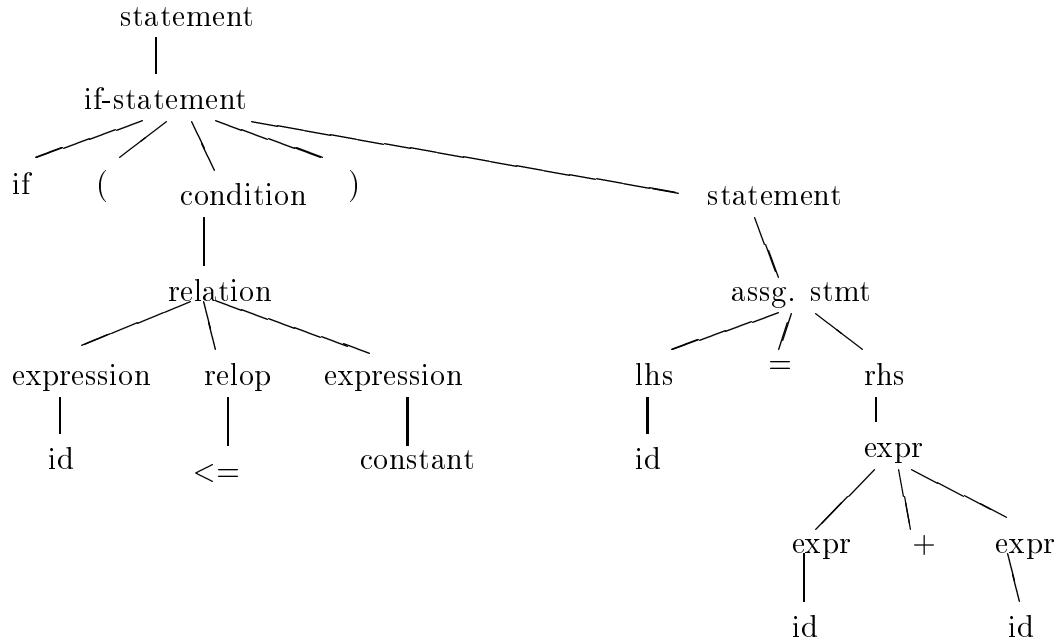 statement
if-statement
if ( condition ) statement
relation assg. stmt
expression relop expression lhs = rhs
id <= constant id expr
expr + expr
id id